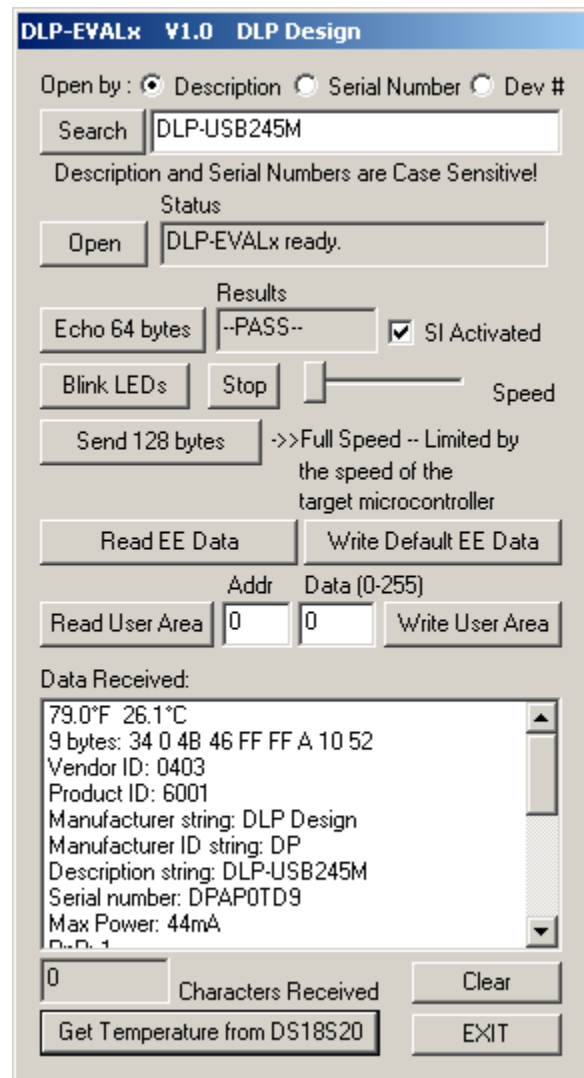 DLP-EVALx V1.0 DLP Design
Open by : Description Serial Number Dev #
Search DLP-USB245M
Description and Serial Numbers are Case Sensitive!
Status
Open DLP-EVALx ready.
Results
Echo 64 bytes --PASS-- SI Activated
Blink LEDs Stop Speed
Send 128 bytes ->>Full Speed -- Limited by
the speed of the
target microcontroller
Read EE Data Write Default EE Data
Addr Data (0-255)
Read User Area 0 0 Write User Area
Data Received:
79.0°F 26.1°C
9 bytes: 34 0 4B 46 FF FF A 10 52
Vendor ID: 0403
Product ID: 6001
Manufacturer string: DLP Design
Manufacturer ID string: DP
Description string: DLP-USB245M
Serial number: DPAP0TD9
Max Power: 44mA
0 Characters Received Clear
Get Temperature from DS18S20 EXIT